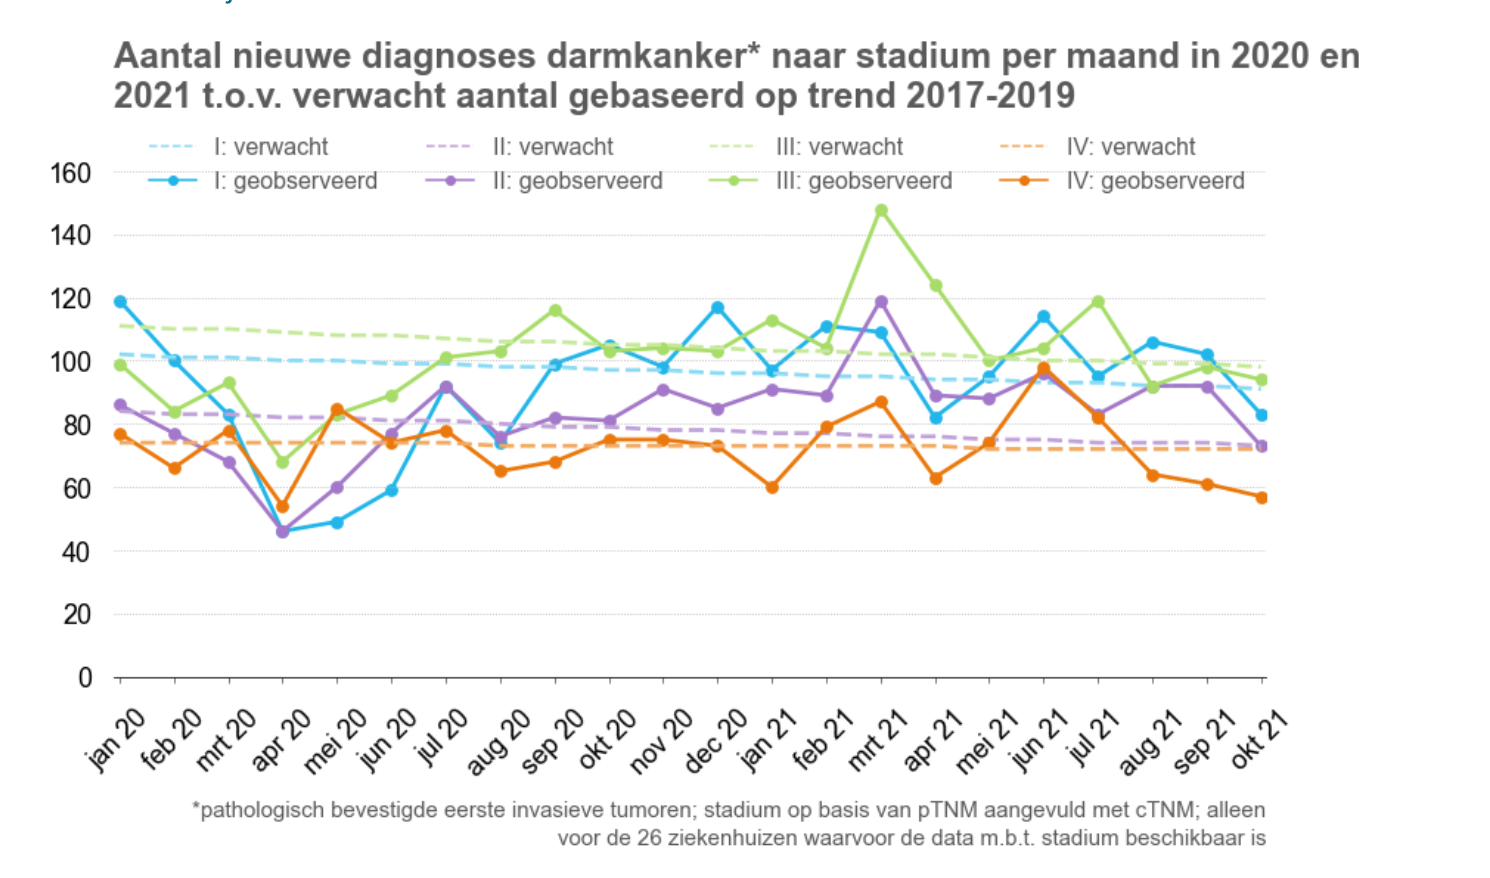 Aantal nieuwe diagnoses darmkanker* naar stadium per maand in 2020 en
2021 t.o.v. verwacht aantal gebaseerd op trend 2017-2019
I: verwacht
II: verwacht
III: verwacht
IV: verwacht
I: geobserveerd
II: geobserveerd
III: geobserveerd
IV: geobserveerd
160
140
120
100
80
60
40
20
0
jan 20
feb 20
mrt 20
apr 20
mei 20
jun 20
jul 20
aug 20
sep 20
okt 20
nov 20
dec 20
jan 21
feb 21
mrt 21
apr 21
mei 21
jun 21
jul 21
aug 21
sep 21
okt 21
*pathologisch bevestigde eerste invasieve tumoren; stadium op basis van pTNM aangevuld met cTNM; alleen
voor de 26 ziekenhuizen waarvoor de data m.b.t. stadium beschikbaar is